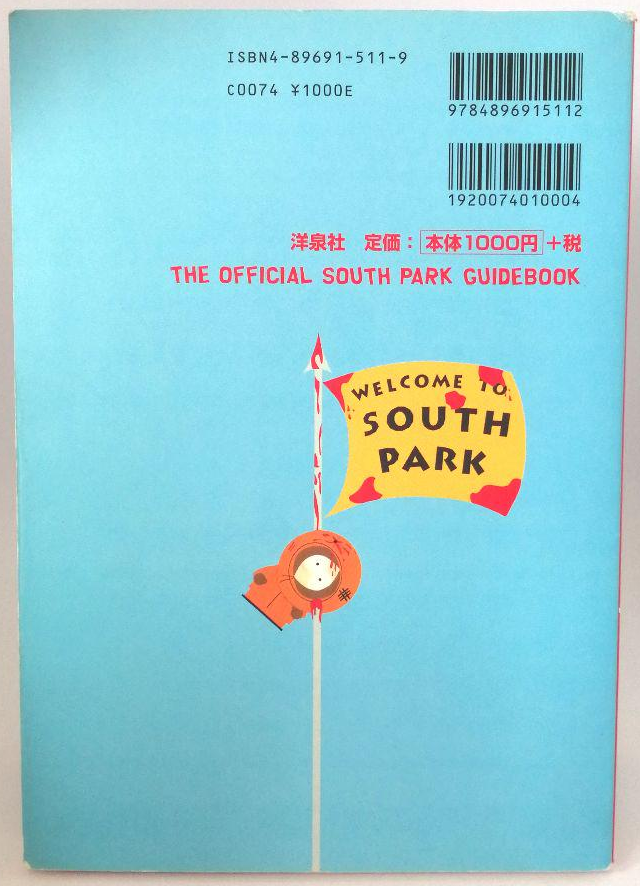 ISBN4-89691-511-9
C0074 ¥1000E
9784896915112
1920074010004
洋泉社 定価：本体1000円+税
THE OFFICIAL SOUTH PARK GUIDEBOOK
WELCOME TO
SOUTH
PARK